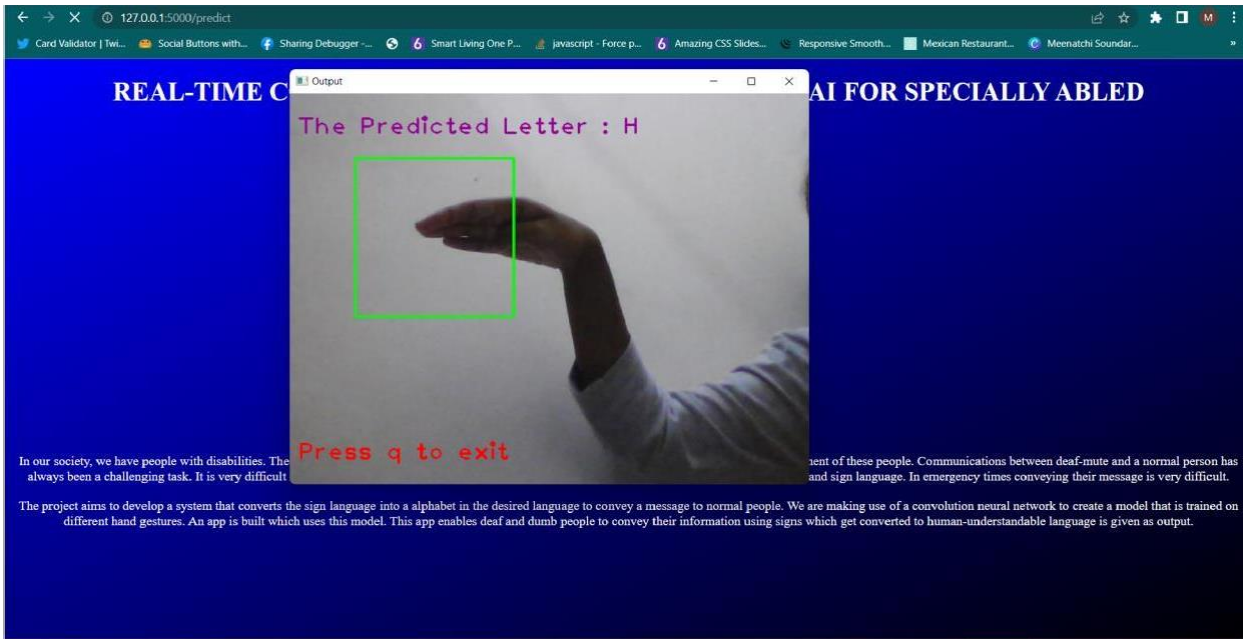 127.0.0.1:5000/predict
Card Validator | Twi...
Social Buttons with...
Sharing Debugger -...
Smart Living One P...
javascript - Force p...
Amazing CSS Slides...
Responsive Smooth...
Mexican Restaurant...
Meenatchi Soundar...
»
M
Output
REAL-TIME C AI FOR SPECIALLY ABLED
The Predicted Letter : H
Press q to exit
In our society, we have people with disabilities. The of these people. Communications between deaf-mute and a normal person has
always been a challenging task. It is very difficult and sign language. In emergency times conveying their message is very difficult.
The project aims to develop a system that converts the sign language into a alphabet in the desired language to convey a message to normal people. We are making use of a convolution neural network to create a model that is trained on
different hand gestures. An app is built which uses this model. This app enables deaf and dumb people to convey their information using signs which get converted to human-understandable language is given as output.